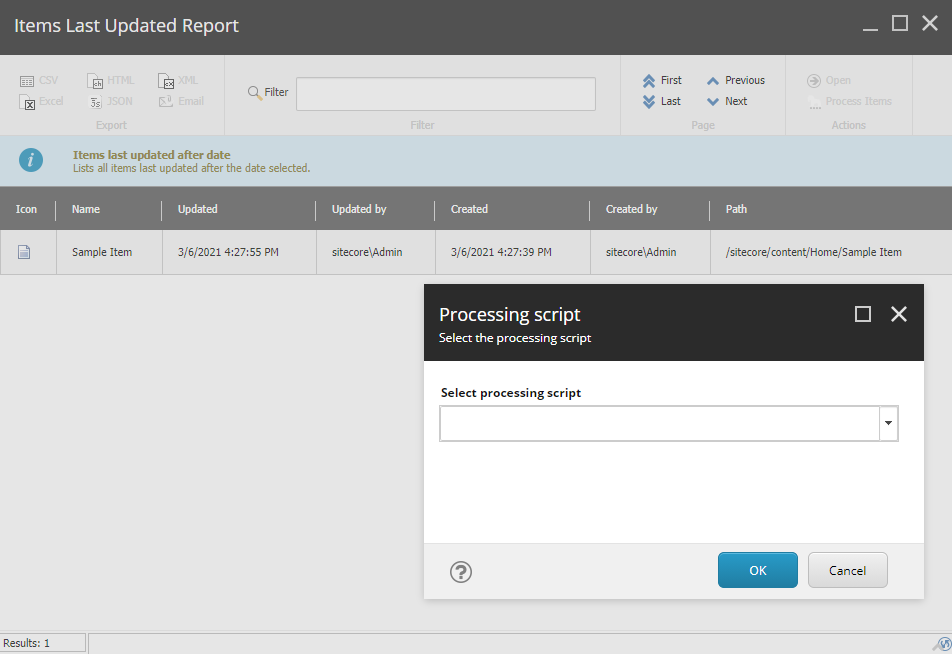 Items Last Updated Report
CSV HTML XML
Excel JSON Email
Export
Filter
Filter
First Previous
Last Next
Page
Open
Process Items
Actions
Items last updated after date
Lists all items last updated after the date selected.
Icon Name Updated Updated by Created Created by Path
Sample Item 3/6/2021 4:27:55 PM sitecore\Admin 3/6/2021 4:27:39 PM sitecore\Admin /sitecore/content/Home/Sample Item
Processing script
Select the processing script
Select processing script
OK Cancel
Results: 1